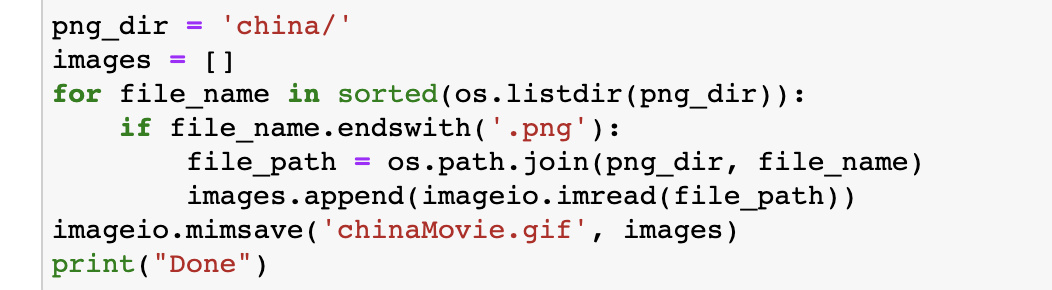 png_dir = 'china/'
images = []
for file_name in sorted(os.listdir(png_dir)):
    if file_name.endswith('.png'):
        file_path = os.path.join(png_dir, file_name)
        images.append(imageio.imread(file_path))
imageio.mimsave('chinaMovie.gif', images)
print("Done")